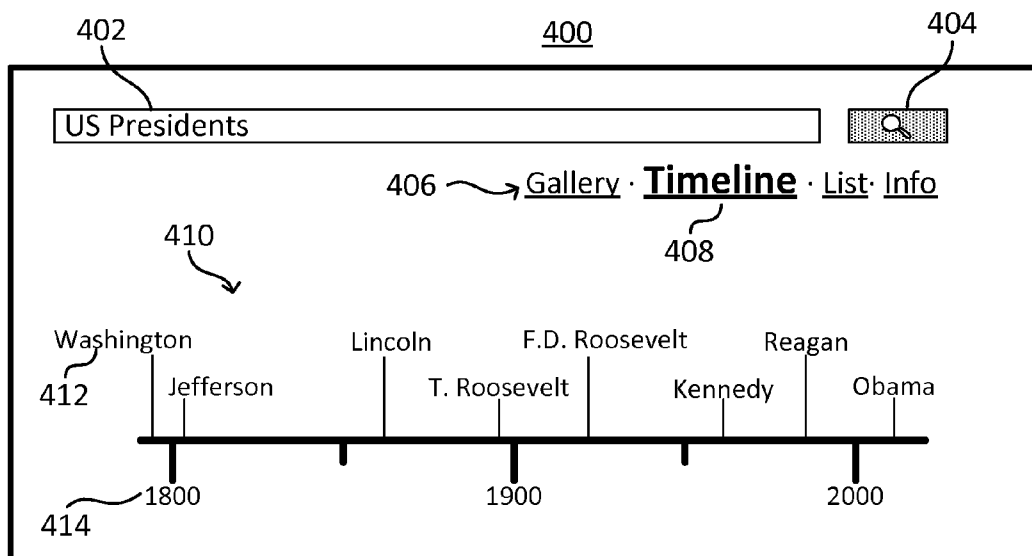 402 400 404
US Presidents
406 Gallery · Timeline · List · Info
408
410
Washington Lincoln F.D. Roosevelt Reagan
412 Jefferson T. Roosevelt Kennedy Obama
1800 1900 2000
414